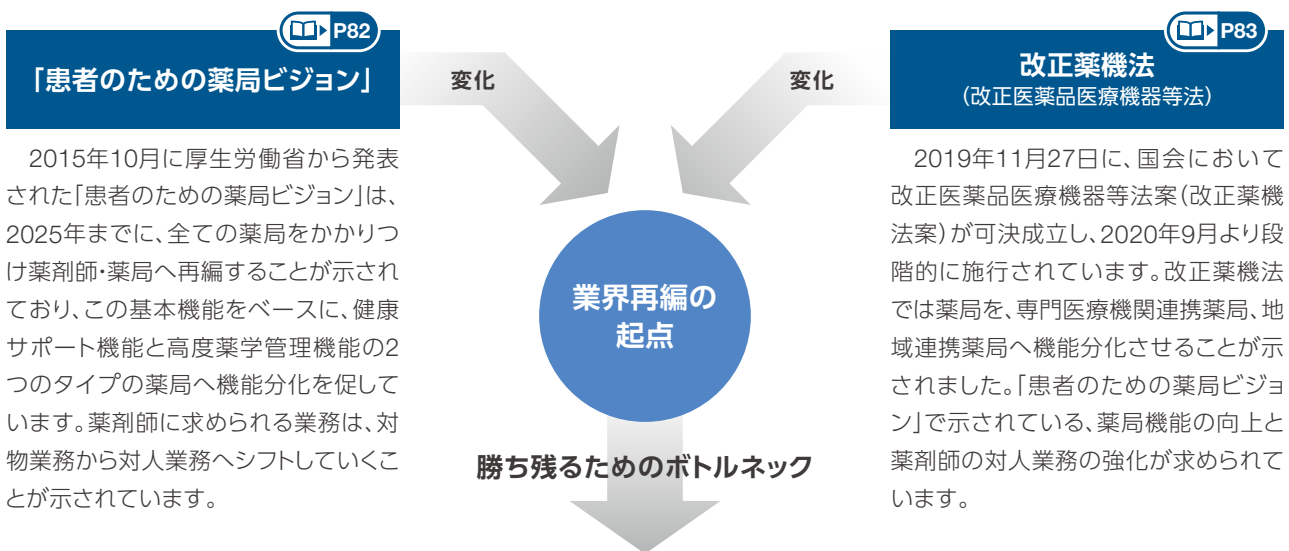 P82
「患者のための薬局ビジョン」
2015年10月に厚生労働省から発表
された「患者のための薬局ビジョン」は、
2025年までに、全ての薬局をかかりつ
け薬剤師・薬局へ再編することが示され
ており、この基本機能をベースに、健康
サポート機能と高度薬学管理機能の2
つのタイプの薬局へ機能分化を促して
います。薬剤師に求められる業務は、対
物業務から対人業務へシフトしていくこ
とが示されています。
変化
変化
業界再編の
起点
勝ち残るためのボトルネック
P83
改正薬機法
(改正医薬品医療機器等法)
2019年11月27日に、国会において
改正医薬品医療機器等法案(改正薬機
法案)が可決成立し、2020年9月より段
階的に施行されています。改正薬機法
では薬局を、専門医療機関連携薬局、地
域連携薬局へ機能分化させることが示
されました。「患者のための薬局ビジョ
ン」で示されている、薬局機能の向上と
薬剤師の対人業務の強化が求められて
います。